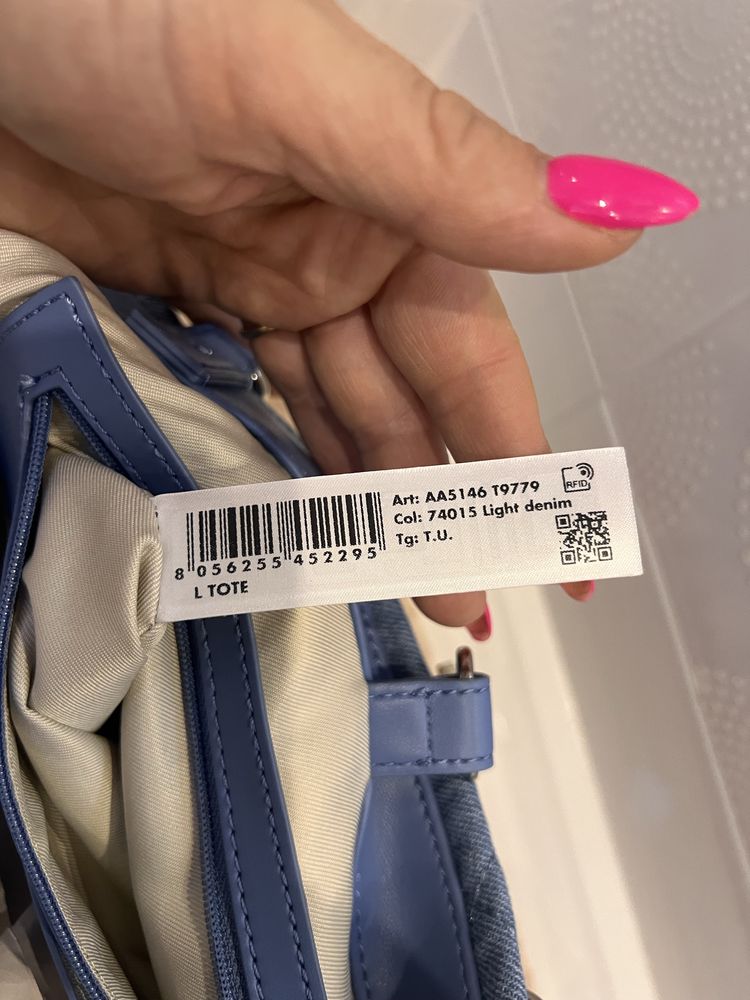 Art: AA5146 T9779
Col: 74015 Light denim
Tg: T.U.
RFID
8 056255 452295
L TOTE